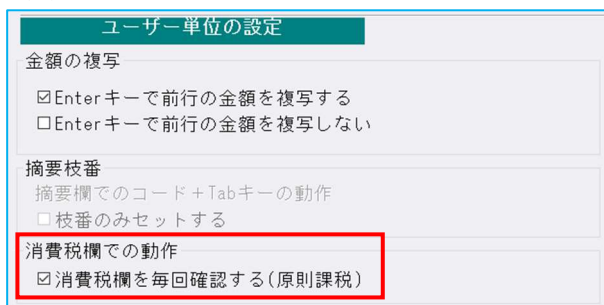 ユーザー単位の設定
金額の複写
☑Enterキーで前行の金額を複写する
☐Enterキーで前行の金額を複写しない
摘要枝番
摘要欄でのコード+Tabキーの動作
☐枝番のみセットする
消費税欄での動作
☑消費税欄を毎回確認する(原則課税)